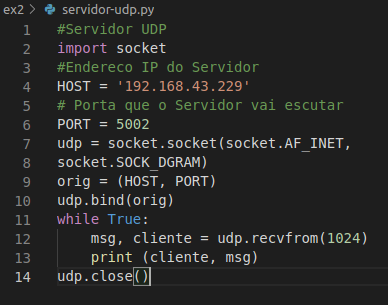 ex2 > servidor-udp.py
1 #Servidor UDP
2 import socket
3 #Endereco IP do Servidor
4 HOST = '192.168.43.229'
5 # Porta que o Servidor vai escutar
6 PORT = 5002
7 udp = socket.socket(socket.AF_INET,
8 socket.SOCK_DGRAM)
9 orig = (HOST, PORT)
10 udp.bind(orig)
11 while True:
12     msg, cliente = udp.recvfrom(1024)
13     print (cliente, msg)
14 udp.close()